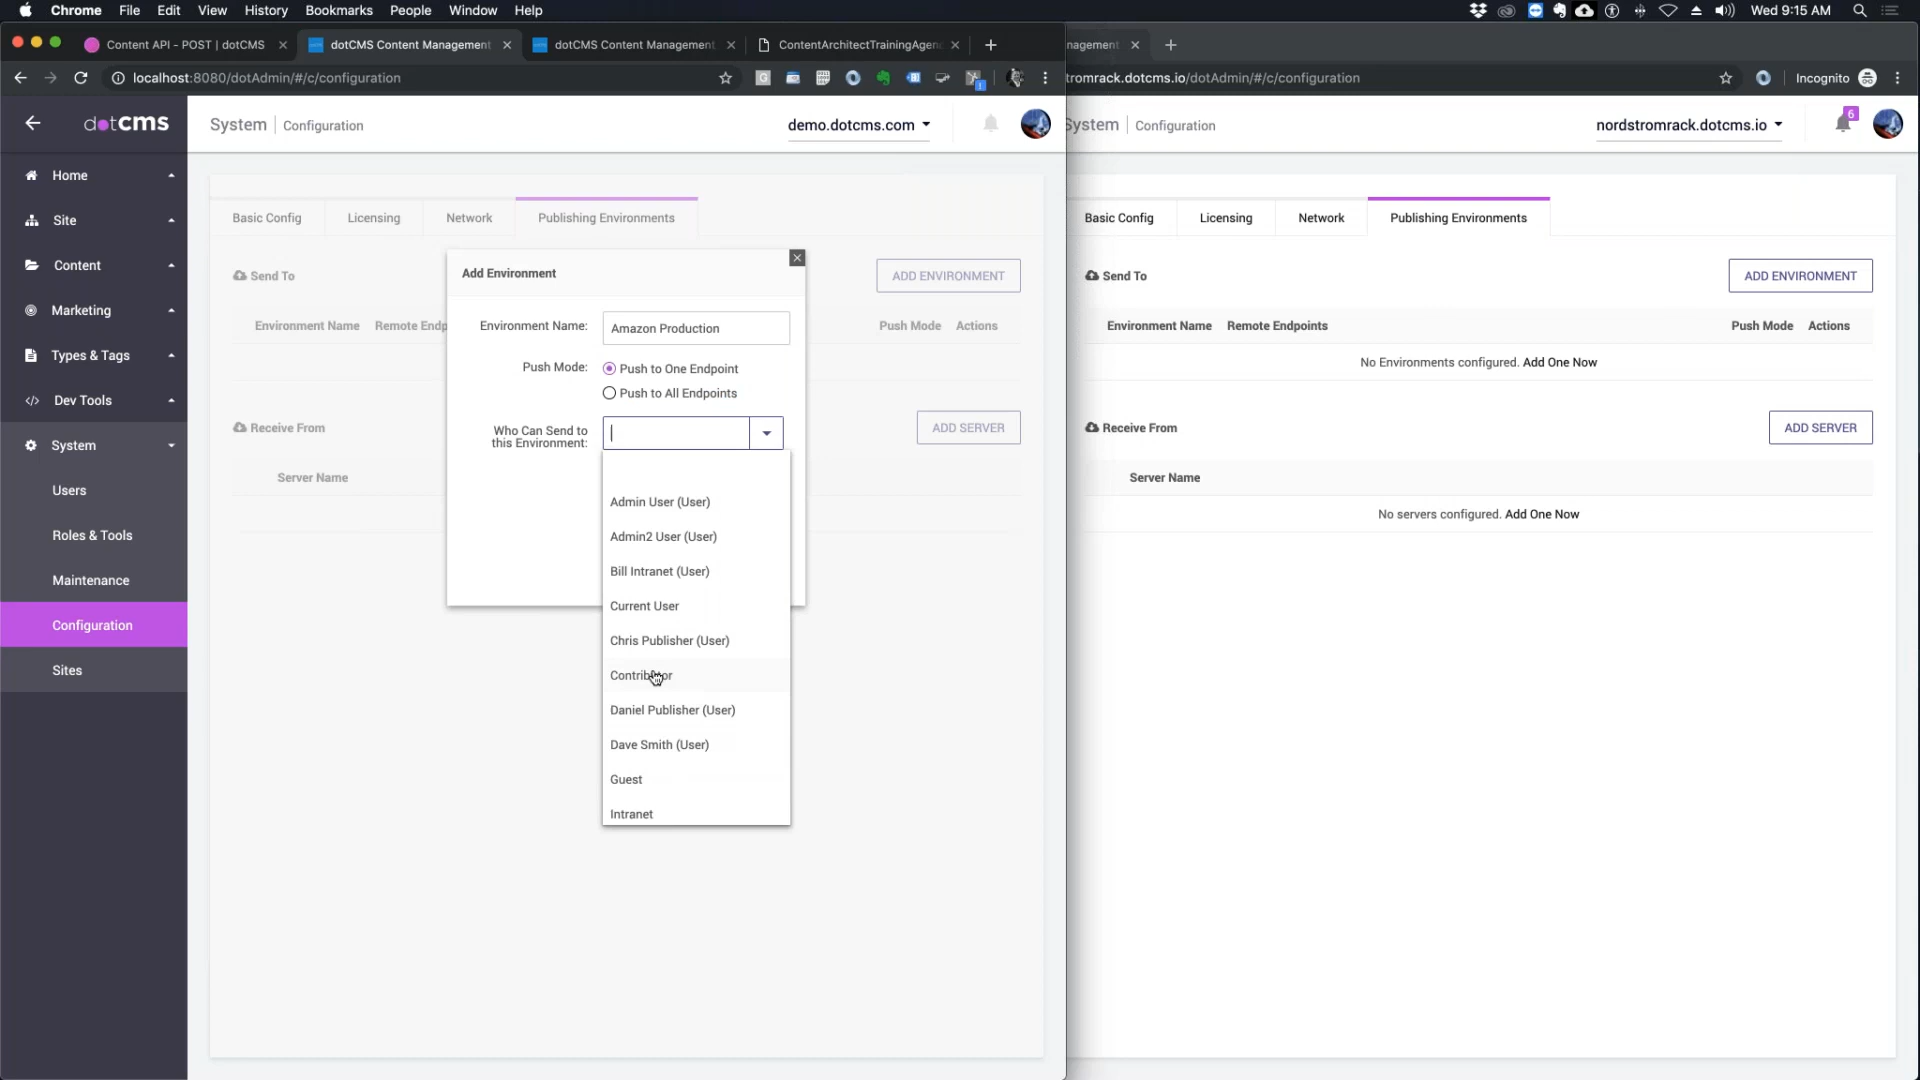 Chrome File Edit View History Bookmarks People Window Help Wed 9:15 AM
Content API - POST | dotCMS
dotCMS Content Management
dotCMS Content Management
ContentArchitectTrainingAgen
nagement
localhost:8080/dotAdmin/#/c/configuration
tromrack.dotcms.io/dotAdmin/#/c/configuration
Incognito
dotCMS
System | Configuration
demo.dotcms.com
System | Configuration
nordstromrack.dotcms.io
6
Home
Site
Content
Marketing
Types & Tags
Dev Tools
System
Users
Roles & Tools
Maintenance
Configuration
Sites
Basic Config Licensing Network Publishing Environments
Send To
ADD ENVIRONMENT
Environment Name Remote Endp Push Mode Actions
Receive From
ADD SERVER
Server Name
Add Environment
Environment Name: Amazon Production
Push Mode: Push to One Endpoint
Push to All Endpoints
Who Can Send to
this Environment:
Admin User (User)
Admin2 User (User)
Bill Intranet (User)
Current User
Chris Publisher (User)
Contributor
Daniel Publisher (User)
Dave Smith (User)
Guest
Intranet
Basic Config Licensing Network Publishing Environments
Send To
ADD ENVIRONMENT
Environment Name Remote Endpoints Push Mode Actions
No Environments configured. Add One Now
Receive From
ADD SERVER
Server Name
No servers configured. Add One Now